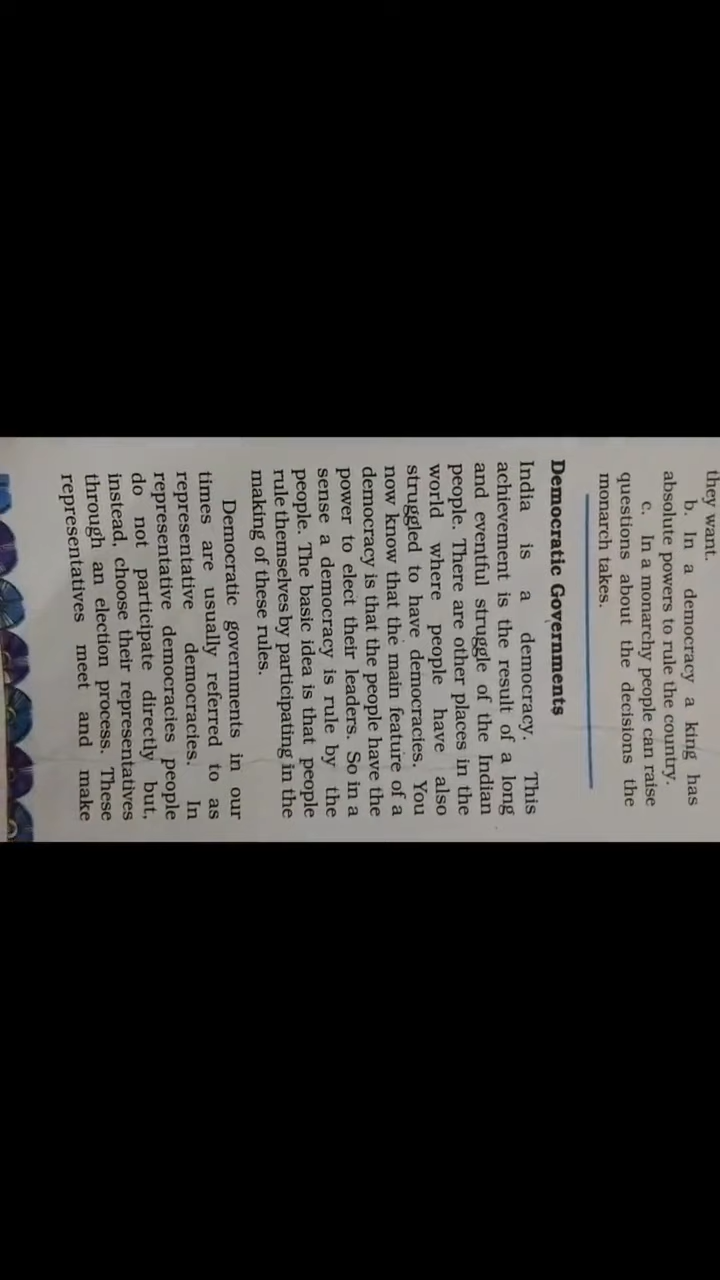 they want.
b. In a democracy a king has
absolute powers to rule the country.
c. In a monarchy people can raise
questions about the decisions the
monarch takes.
Democratic Governments
India is a democracy. This
achievement is the result of a long
and eventful struggle of the Indian
people. There are other places in the
world where people have also
struggled to have democracies. You
now know that the main feature of a
democracy is that the people have the
power to elect their leaders. So in a
sense a democracy is rule by the
people. The basic idea is that people
rule themselves by participating in the
making of these rules.
Democratic governments in our
times are usually referred to as
representative democracies. In
representative democracies people
do not participate directly but,
instead, choose their representatives
through an election process. These
representatives meet and make